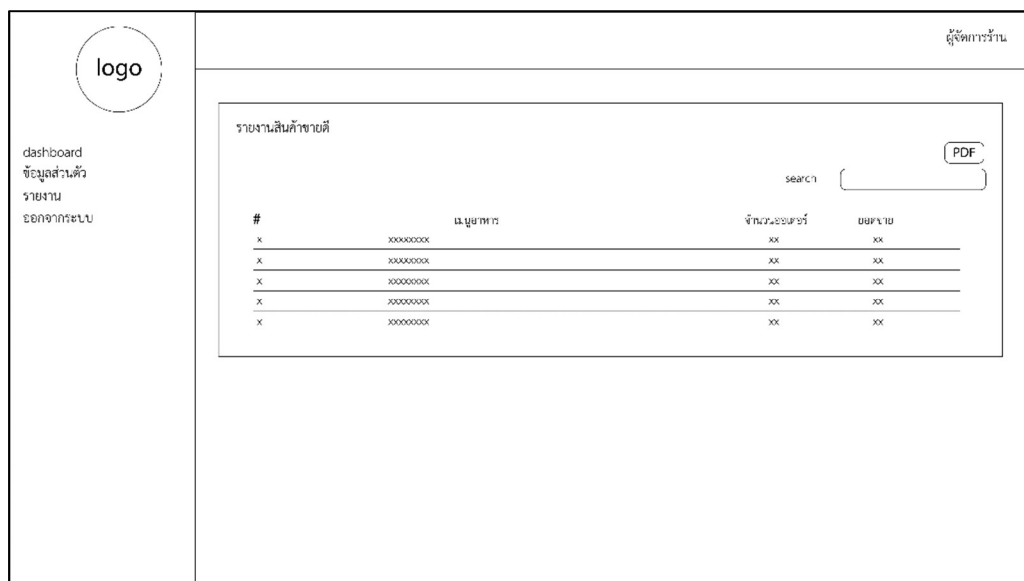 logo
ผู้จัดการร้าน
dashboard
ข้อมูลส่วนตัว
รายงาน
ออกจากระบบ
รายงานสินค้าขายดี
PDF
search
# เมนูอาหาร จำนวนออเดอร์ ยอดขาย
x xxxxxxxx xx xx
x xxxxxxxx xx xx
x xxxxxxxx xx xx
x xxxxxxxx xx xx
x xxxxxxxx xx xx